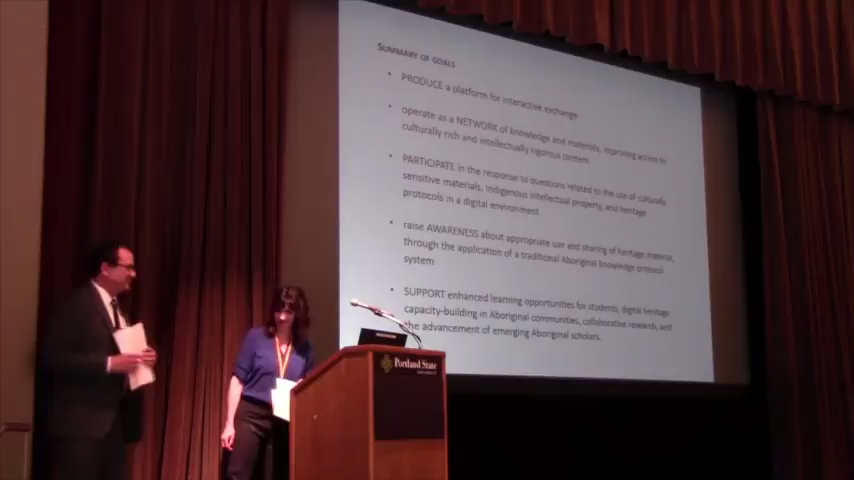 SUMMARY OF GOALS
• PRODUCE a platform for interactive exchange
• operate as a NETWORK of knowledge and materials, improving access to
culturally rich and intellectually rigorous content
• PARTICIPATE in the response to questions related to the use of culturally
sensitive materials, indigenous intellectual property, and heritage
protocols in a digital environment
• raise AWARENESS about appropriate use and sharing of heritage material,
through the application of a traditional Aboriginal knowledge protocol
system
• SUPPORT enhanced learning opportunities for students, digital heritage
capacity-building in Aboriginal communities, collaborative research, and
the advancement of emerging Aboriginal scholars.
Portland State
UNIVERSITY